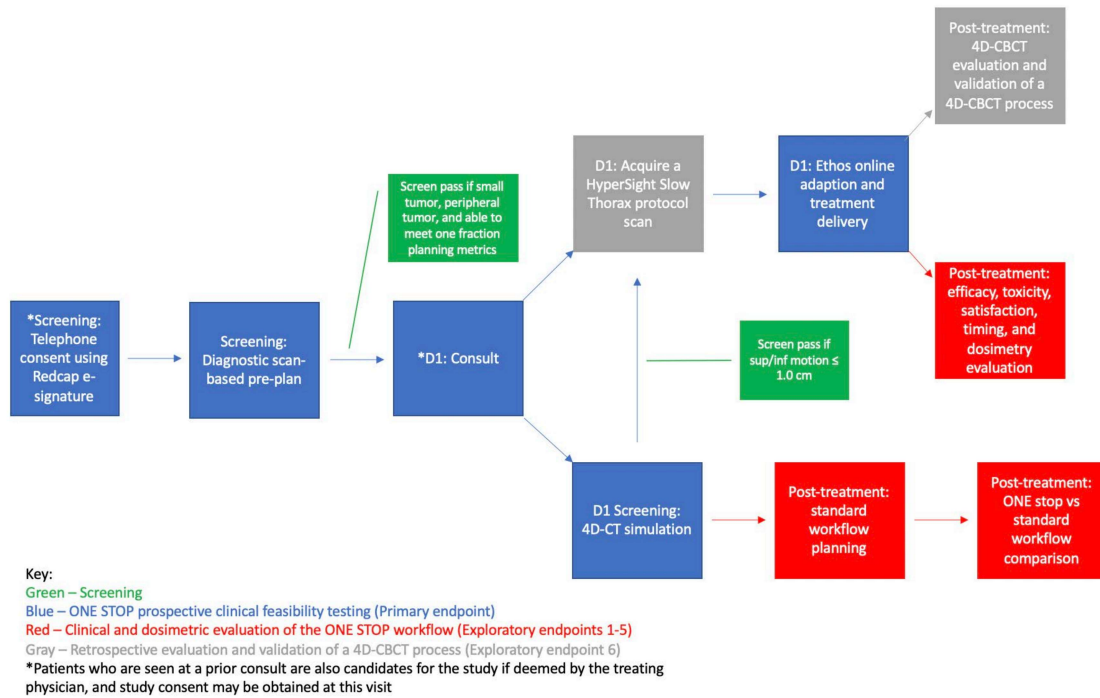 *Screening:
Telephone
consent using
Redcap e-
signature
Screening:
Diagnostic scan-
based pre-plan
Screen pass if small
tumor, peripheral
tumor, and able to
meet one fraction
planning metrics
*D1: Consult
D1: Acquire a
HyperSight Slow
Thorax protocol
scan
D1: Ethos online
adaption and
treatment
delivery
Post-treatment:
4D-CBCT
evaluation and
validation of a
4D-CBCT process
Post-treatment:
efficacy, toxicity,
satisfaction,
timing, and
dosimetry
evaluation
Screen pass if
sup/inf motion ≤
1.0 cm
D1 Screening:
4D-CT simulation
Post-treatment:
standard
workflow
planning
Post-treatment:
ONE stop vs
standard
workflow
comparison
Key:
Green – Screening
Blue – ONE STOP prospective clinical feasibility testing (Primary endpoint)
Red – Clinical and dosimetric evaluation of the ONE STOP workflow (Exploratory endpoints 1-5)
Gray – Retrospective evaluation and validation of a 4D-CBCT process (Exploratory endpoint 6)
*Patients who are seen at a prior consult are also candidates for the study if deemed by the treating
physician, and study consent may be obtained at this visit